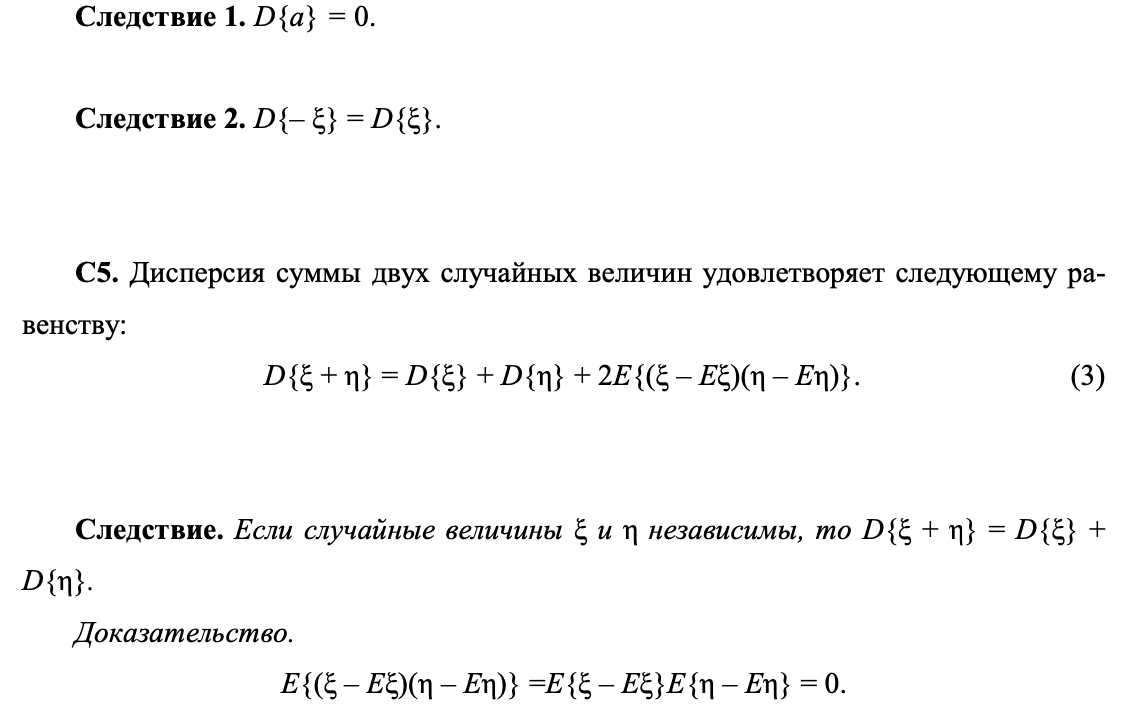 Следствие 1. D{a} = 0.
Следствие 2. D{– ξ} = D{ξ}.
С5. Дисперсия суммы двух случайных величин удовлетворяет следующему ра-
венству:
D{ξ + η} = D{ξ} + D{η} + 2E{(ξ – Eξ)(η – Eη)}. (3)
Следствие. Если случайные величины ξ и η независимы, то D{ξ + η} = D{ξ} +
D{η}.
Доказательство.
E{(ξ – Eξ)(η – Eη)} =E{ξ – Eξ}E{η – Eη} = 0.